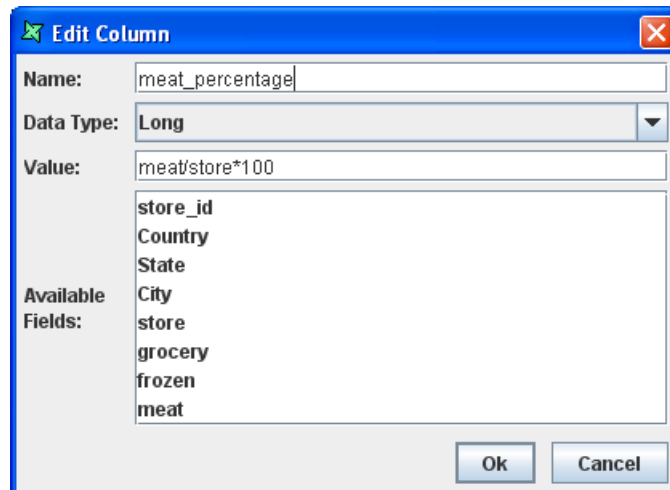 Edit Column
Name: meat_percentage
Data Type: Long
Value: meat/store*100
Available Fields:
store_id
Country
State
City
store
grocery
frozen
meat
Ok Cancel